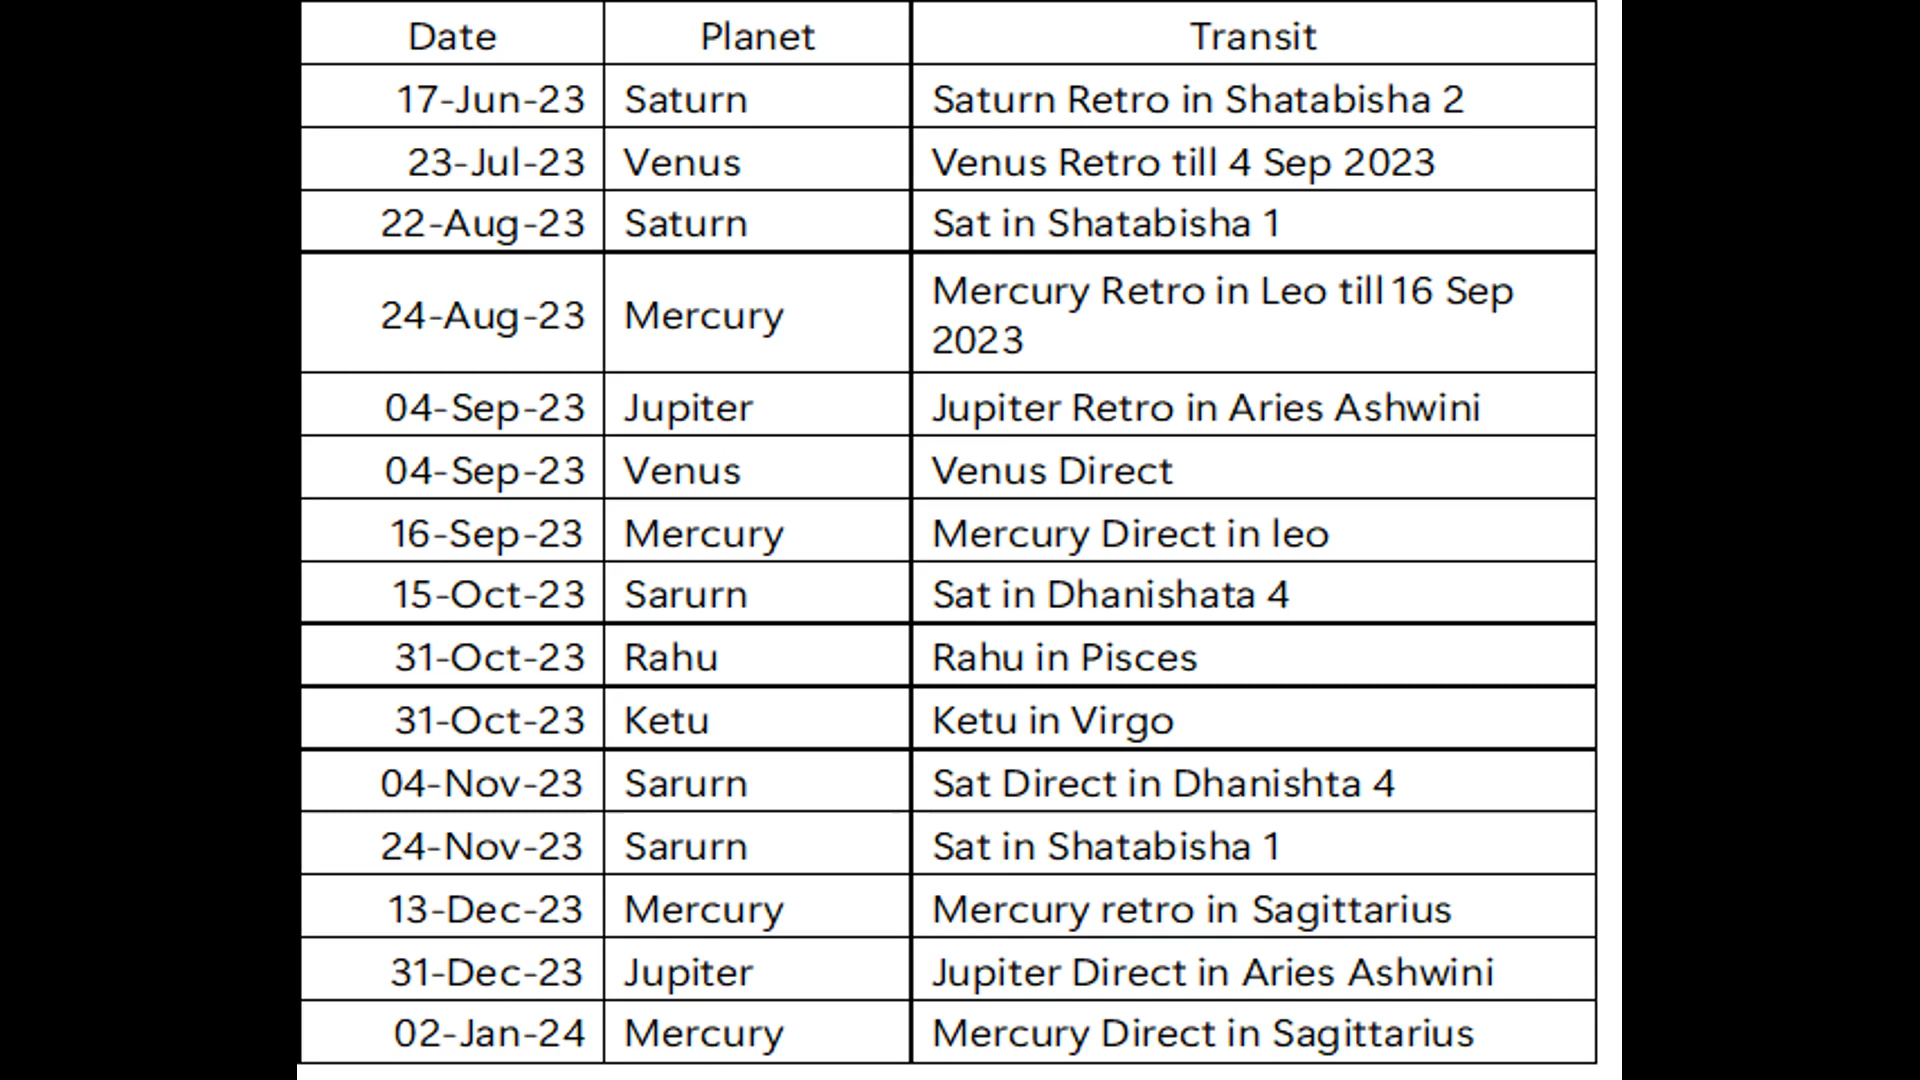 Date Planet Transit
17-Jun-23 Saturn Saturn Retro in Shatabisha 2
23-Jul-23 Venus Venus Retro till 4 Sep 2023
22-Aug-23 Saturn Sat in Shatabisha 1
24-Aug-23 Mercury Mercury Retro in Leo till 16 Sep
2023
04-Sep-23 Jupiter Jupiter Retro in Aries Ashwini
04-Sep-23 Venus Venus Direct
16-Sep-23 Mercury Mercury Direct in leo
15-Oct-23 Sarurn Sat in Dhanishata 4
31-Oct-23 Rahu Rahu in Pisces
31-Oct-23 Ketu Ketu in Virgo
04-Nov-23 Sarurn Sat Direct in Dhanishta 4
24-Nov-23 Sarurn Sat in Shatabisha 1
13-Dec-23 Mercury Mercury retro in Sagittarius
31-Dec-23 Jupiter Jupiter Direct in Aries Ashwini
02-Jan-24 Mercury Mercury Direct in Sagittarius